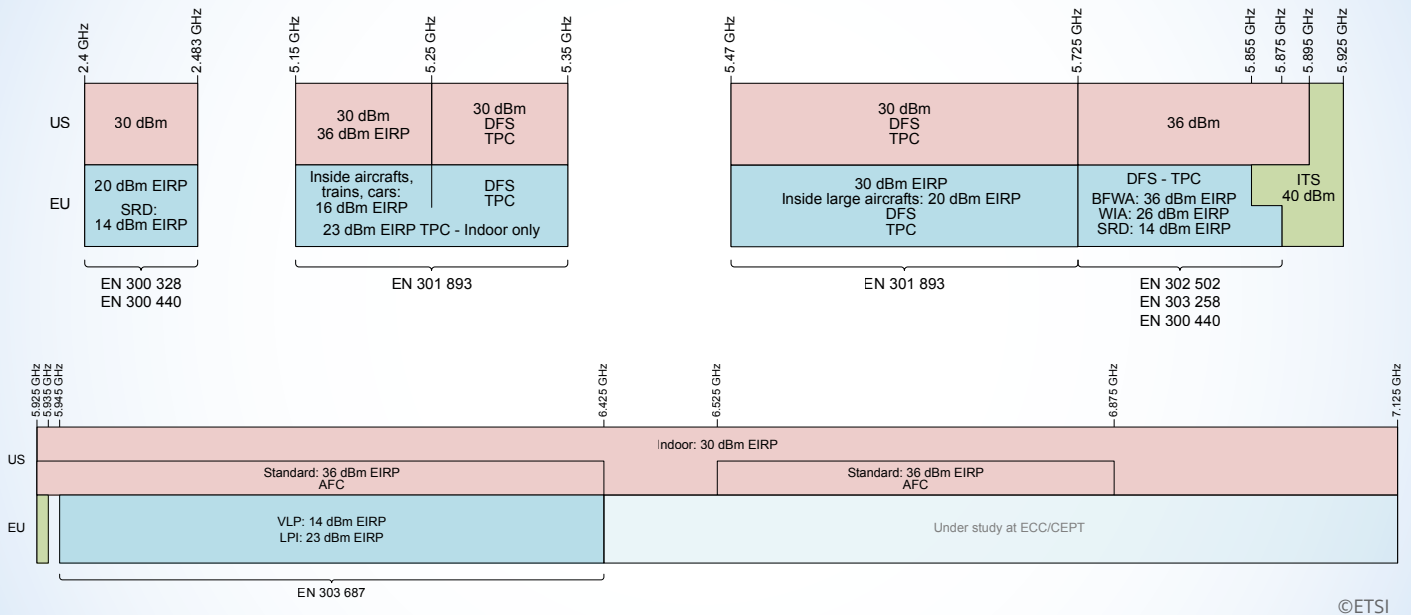 2.4 GHz
2.483 GHz
5.15 GHz
5.25 GHz
5.35 GHz
5.47 GHz
5.725 GHz
5.855 GHz
5.875 GHz
5.895 GHz
5.925 GHz
US
30 dBm
30 dBm
36 dBm EIRP
30 dBm
DFS
TPC
30 dBm
DFS
TPC
36 dBm
EU
20 dBm EIRP
SRD:
14 dBm EIRP
Inside aircrafts,
trains, cars:
16 dBm EIRP
DFS
TPC
23 dBm EIRP TPC - Indoor only
30 dBm EIRP
Inside large aircrafts: 20 dBm EIRP
DFS
TPC
DFS - TPC
BFWA: 36 dBm EIRP
WIA: 26 dBm EIRP
SRD: 14 dBm EIRP
ITS
40 dBm
EN 300 328
EN 300 440
EN 301 893
EN 301 893
EN 302 502
EN 303 258
EN 300 440
5.925 GHz
5.935 GHz
5.945 GHz
6.425 GHz
6.525 GHz
6.875 GHz
7.125 GHz
US
Indoor: 30 dBm EIRP
Standard: 36 dBm EIRP
AFC
Standard: 36 dBm EIRP
AFC
EU
VLP: 14 dBm EIRP
LPI: 23 dBm EIRP
Under study at ECC/CEPT
EN 303 687
©ETSI